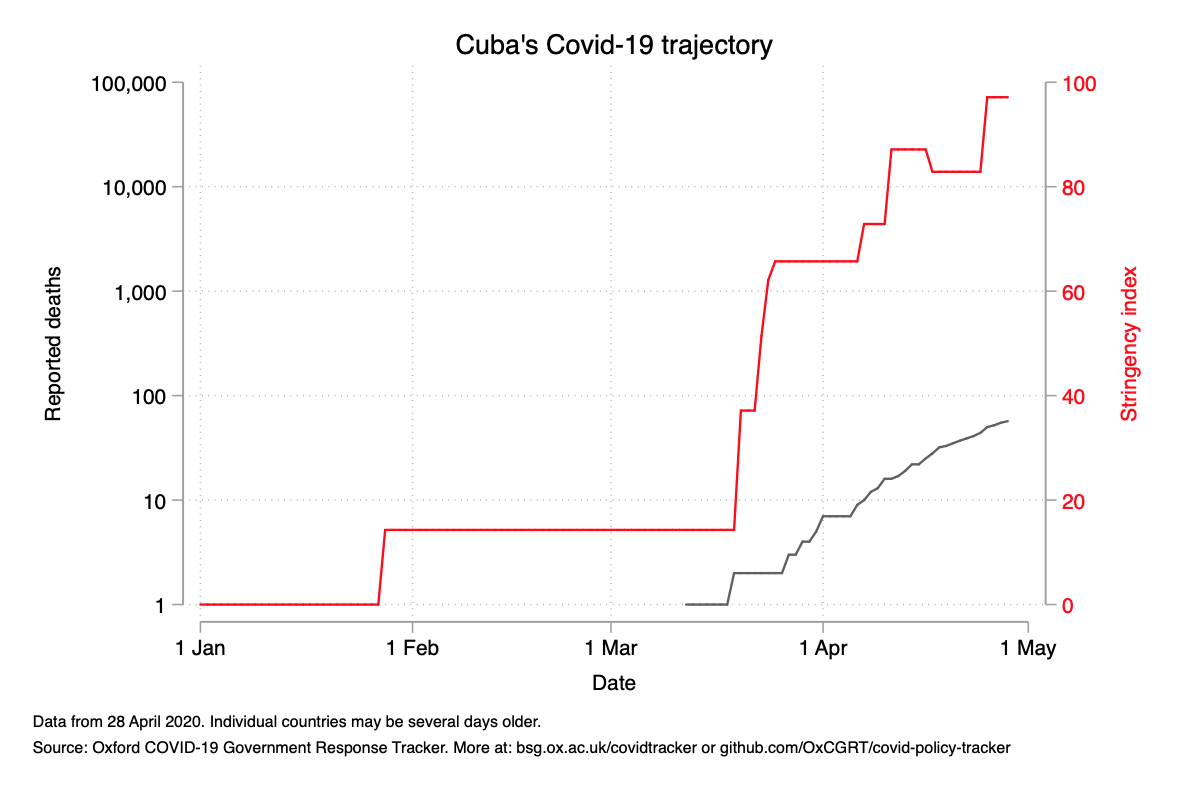 Cuba's Covid-19 trajectory
100,000
10,000
1,000
100
10
1
Reported deaths
100
80
60
40
20
0
Stringency index
1 Jan
1 Feb
1 Mar
1 Apr
1 May
Date
Data from 28 April 2020. Individual countries may be several days older.
Source: Oxford COVID-19 Government Response Tracker. More at: bsg.ox.ac.uk/covidtracker or github.com/OxCGRT/covid-policy-tracker